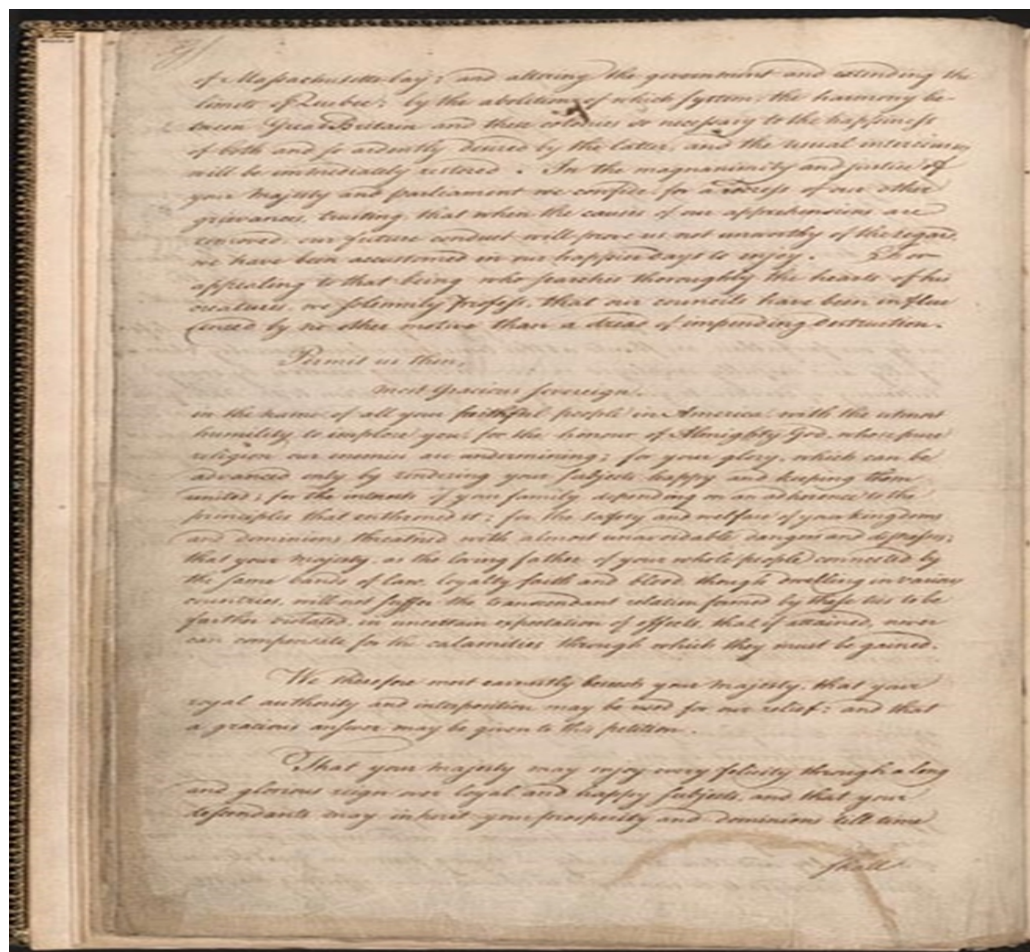 of Massachusetts-bay; and altering the government and extending the
limits of Quebec; by the abolition of which system, the harmony be-
tween Great Britain and these colonies so necessary to the happiness
of both and so ardently desired by the latter, and the usual intercourses
will be immediately restored. In the magnanimity and justice of
your Majesty and parliament we confide, for a redress of our other
grievances, trusting that when the causes of our apprehensions are
removed, our future conduct will prove us not unworthy of the regard,
we have been accustomed in our happier days to enjoy. For
appealing to that being who searches thoroughly the hearts of his
creatures, we solemnly profess, that our councils have been influ
enced by no other motive than a dread of impending destruction.
Permit us then,
most gracious sovereign,
in the name of all your faithful people in America, with the utmost
humility to implore you, for the honour of Almighty God, whose pure
religion our enemies are undermining; for your glory, which can be
advanced only by rendering your subjects happy and keeping them
united; for the interests of your family depending on an adherence to the
principles that enthroned it; for the safety and welfare of your kingdoms
and dominions threatned with almost unavoidable dangers and distresses;
that your majesty, as the loving father of your whole people, connected by
the same bands of law, loyalty faith and blood, though dwelling in various
countries, will not suffer the transcendant relation formed by these ties to be
farther violated, in uncertain expectation of effects, that, if attained, never
can compensate for the calamities through which they must be gained.
We therefore most earnestly beseech your majesty, that your
royal authority and interposition may be used for our relief; and that
a gracious answer may be given to this petition.
That your majesty may enjoy every felicity through a long
and glorious reign over loyal and happy subjects, and that your
descendants may inherit your prosperity and dominions till time
shall